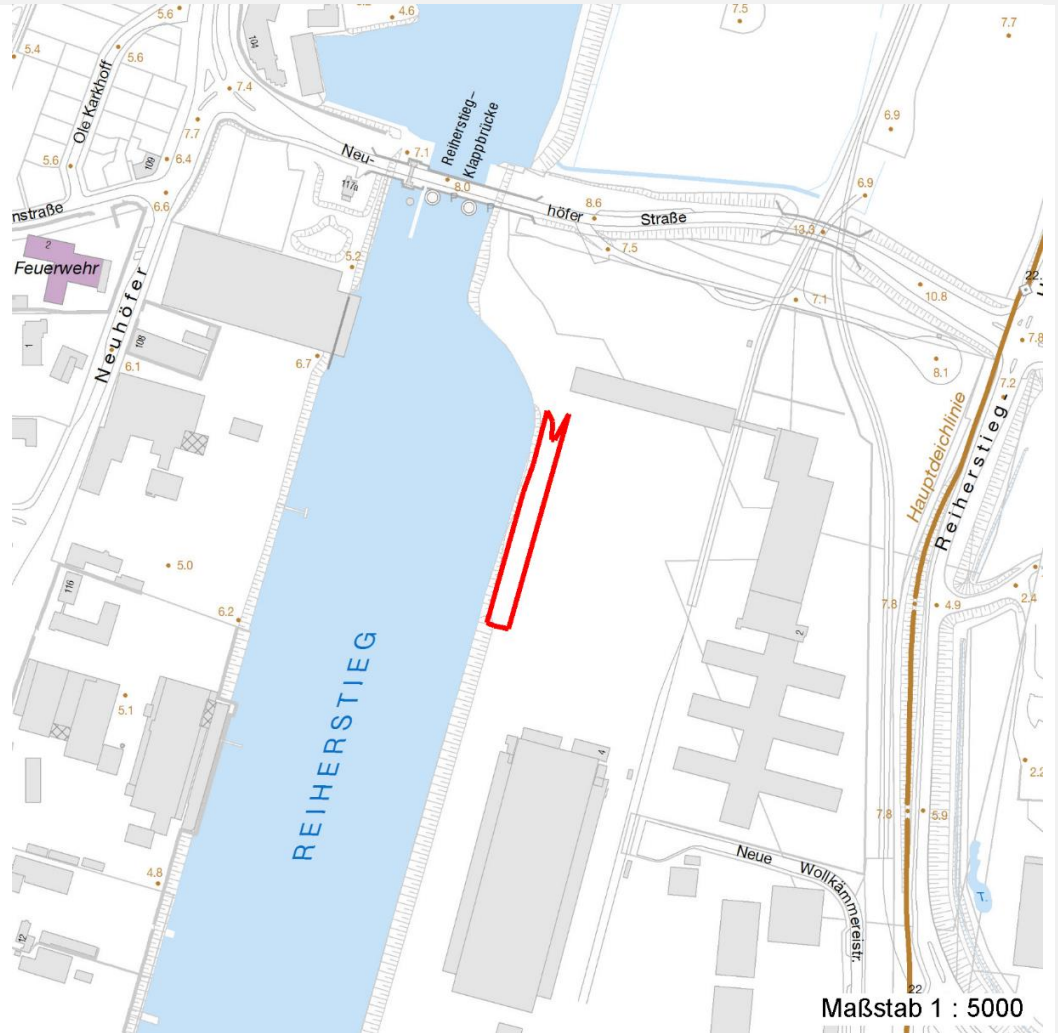 5.6
5.2
4.6
7.5
7.7
5.4
5.6
104
Ole Karkhoff
7.4
7.7
6.9
Reiherstieg-
Klappbrücke
5.6
109
6.4
Neu-
7.1
117a
8.0
P
P
6.9
nstraße
6.6
höfer
8.6
Straße
13.3
7.5
2
Feuerwehr
5.2
22.
10.8
7.1
Neuhöfer
108
6.7
7.8
1
6.1
8.1
7.2
Hauptdeichlinie
Reiherstieg-
5.0
116
6.2
7.8
4.9
2.4
2
REIHERSTIEG
5.1
4
2.2
7.8
5.9
4.8
Neue Wollkämmereistr.
12
22
Maßstab 1 : 5000